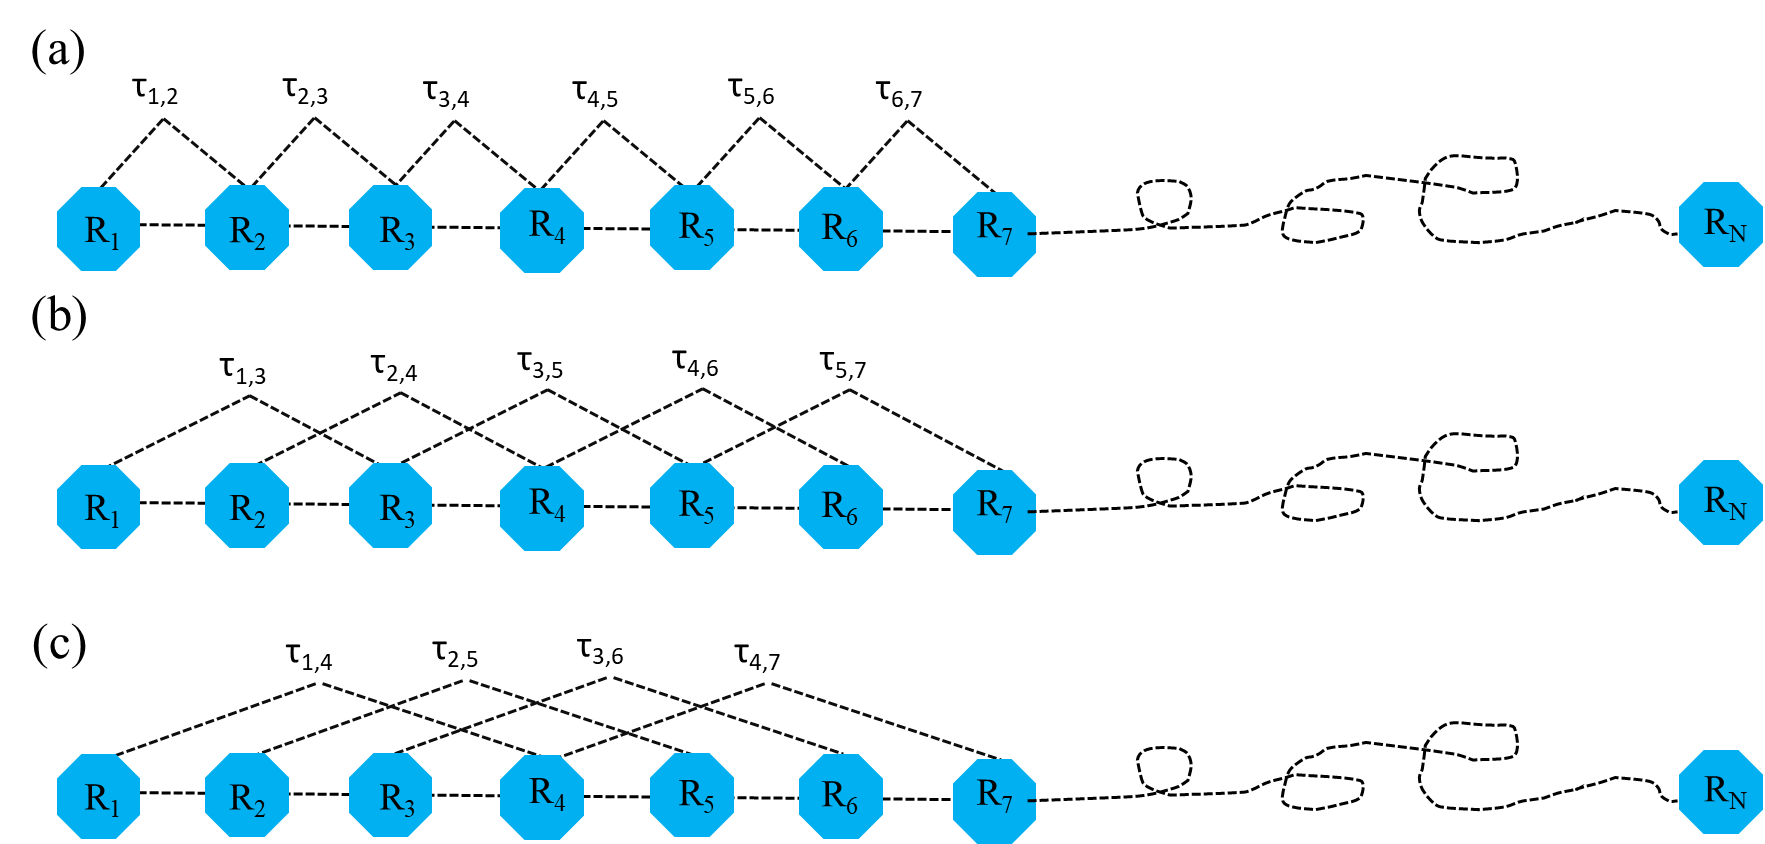 (a)
τ1,2 τ2,3 τ3,4 τ4,5 τ5,6 τ6,7
R1 R2 R3 R4 R5 R6 R7 RN
(b)
τ1,3 τ2,4 τ3,5 τ4,6 τ5,7
R1 R2 R3 R4 R5 R6 R7 RN
(c)
τ1,4 τ2,5 τ3,6 τ4,7
R1 R2 R3 R4 R5 R6 R7 RN